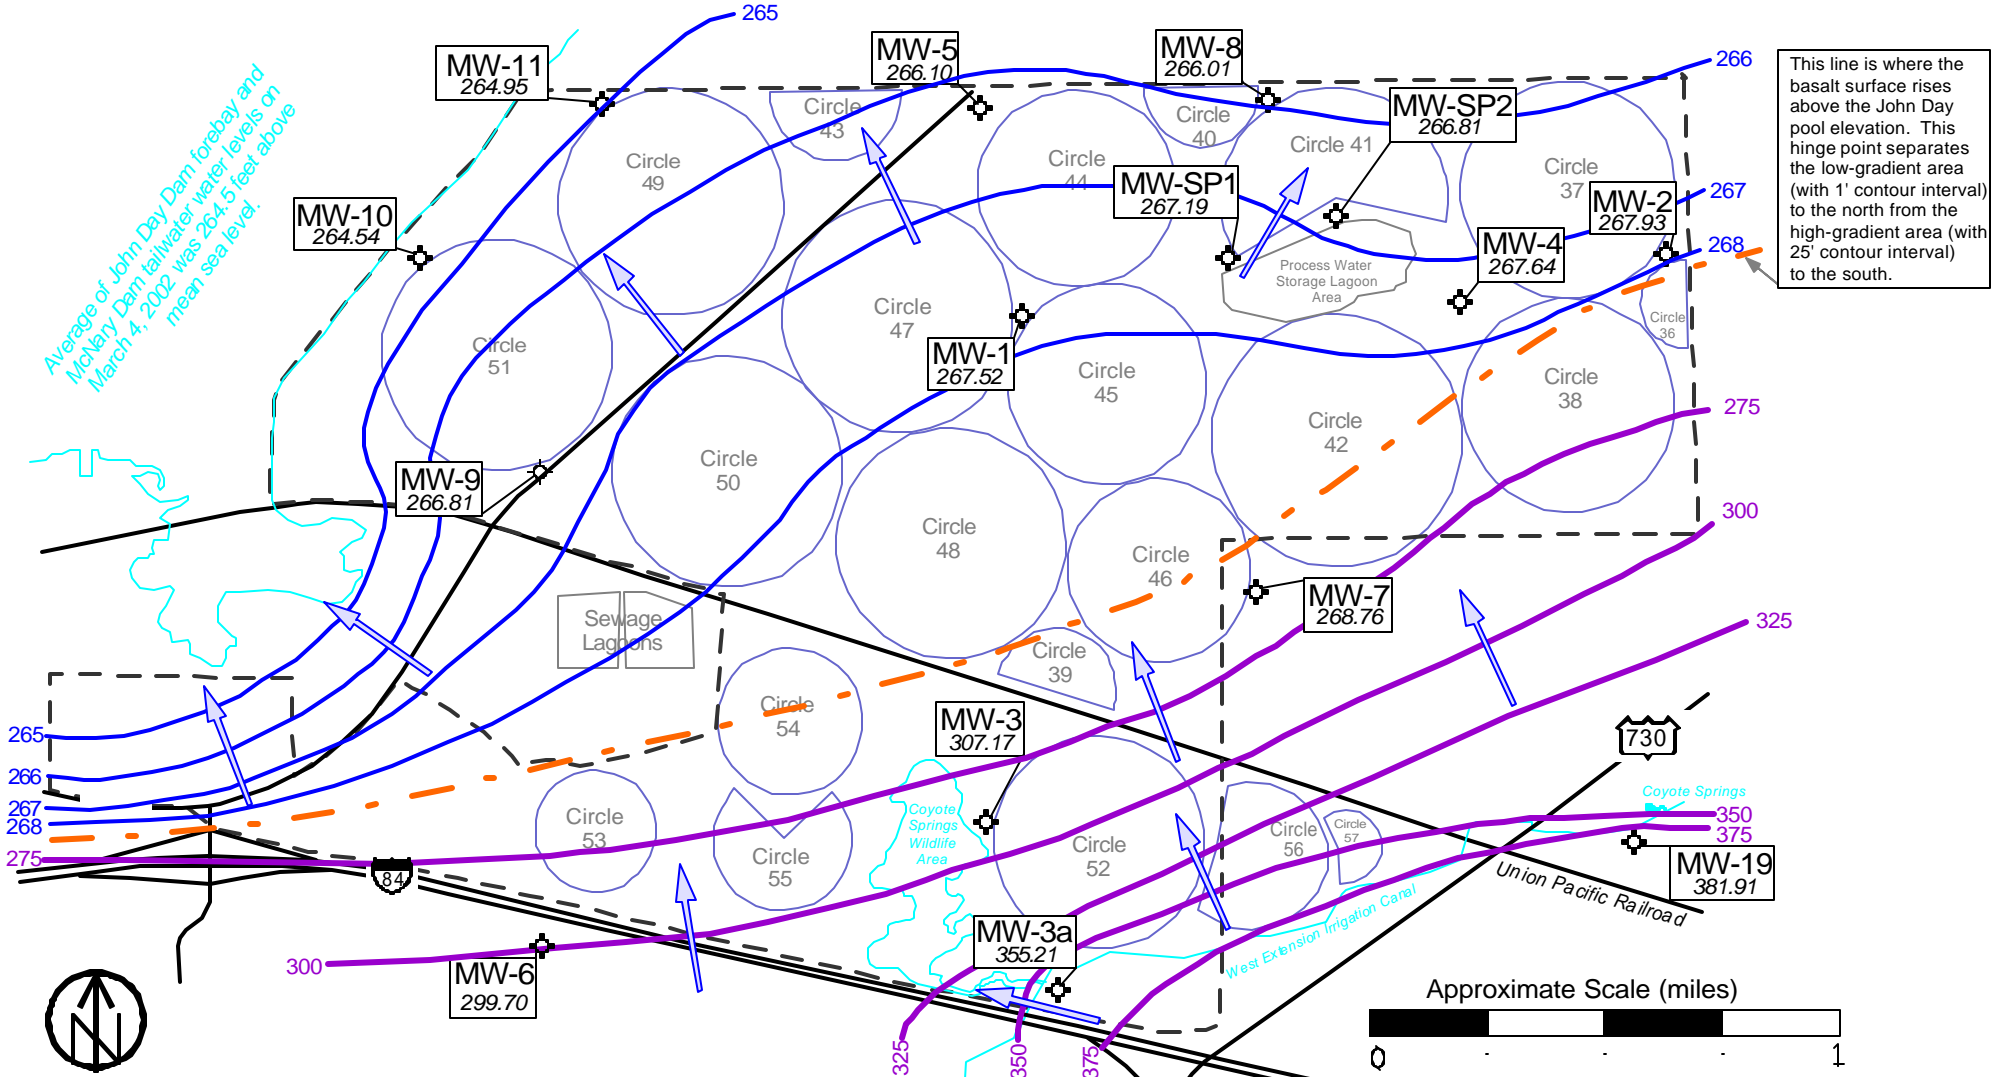 265
MW-11
264.95
MW-5
266.10
MW-8
266.01
266
This line is where the
basalt surface rises
above the John Day
pool elevation. This
hinge point separates
the low-gradient area
(with 1' contour interval)
to the north from the
high-gradient area (with
25' contour interval)
to the south.
Average of John Day Dam forebay and
McNary Dam tailwater water levels on
March 4, 2002 was 264.5 feet above
mean sea level.
Circle
43
Circle
40
MW-SP2
266.81
Circle 41
Circle
49
Circle
44
MW-SP1
267.19
Circle
37
MW-2
267.93
267
MW-10
264.54
MW-4
267.64
268
Process Water
Storage Lagoon
Area
Circle
47
Circle
36
Circle
51
MW-1
267.52
Circle
45
Circle
38
275
Circle
42
MW-9
266.81
Circle
50
300
Circle
48
Circle
46
MW-7
268.76
Sewage
Lagoons
325
Circle
39
Circle
54
MW-3
307.17
730
265
266
267
268
275
Coyote Springs
350
375
Circle
53
Coyote
Springs
Wildlife
Area
Circle
52
Circle
56
Circle
57
Circle
55
84
MW-19
381.91
Union Pacific Railroad
West Extension Irrigation Canal
MW-3a
355.21
300
MW-6
299.70
N
325
350
375
Approximate Scale (miles)
0
1